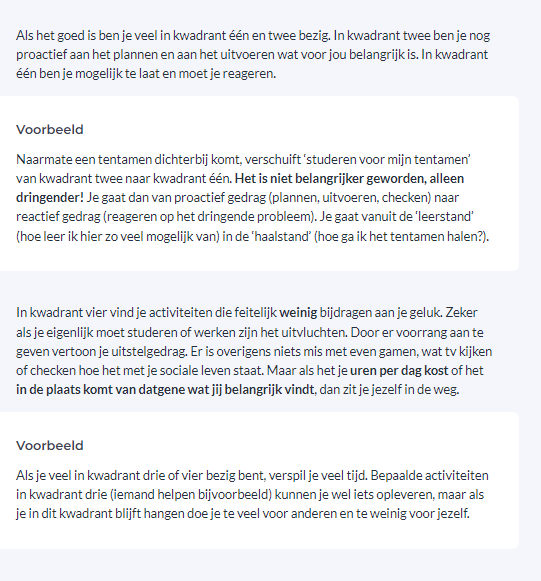 Als het goed is ben je veel in kwadrant één en twee bezig. In kwadrant twee ben je nog
proactief aan het plannen en aan het uitvoeren wat voor jou belangrijk is. In kwadrant
één ben je mogelijk te laat en moet je reageren.
Voorbeeld
Naarmate een tentamen dichterbij komt, verschuift ‘studeren voor mijn tentamen’
van kwadrant twee naar kwadrant één. Het is niet belangrijker geworden, alleen
dringender! Je gaat dan van proactief gedrag (plannen, uitvoeren, checken) naar
reactief gedrag (reageren op het dringende probleem). Je gaat vanuit de ‘leerstand’
(hoe leer ik hier zo veel mogelijk van) in de ‘haalstand’ (hoe ga ik het tentamen halen?).
In kwadrant vier vind je activiteiten die feitelijk weinig bijdragen aan je geluk. Zeker
als je eigenlijk moet studeren of werken zijn het uitvluchten. Door er voorrang aan te
geven vertoon je uitstelgedrag. Er is overigens niets mis met even gamen, wat tv kijken
of checken hoe het met je sociale leven staat. Maar als het je uren per dag kost of het
in de plaats komt van datgene wat jij belangrijk vindt, dan zit je jezelf in de weg.
Voorbeeld
Als je veel in kwadrant drie of vier bezig bent, verspil je veel tijd. Bepaalde activiteiten
in kwadrant drie (iemand helpen bijvoorbeeld) kunnen je wel iets opleveren, maar als
je in dit kwadrant blijft hangen doe je te veel voor anderen en te weinig voor jezelf.